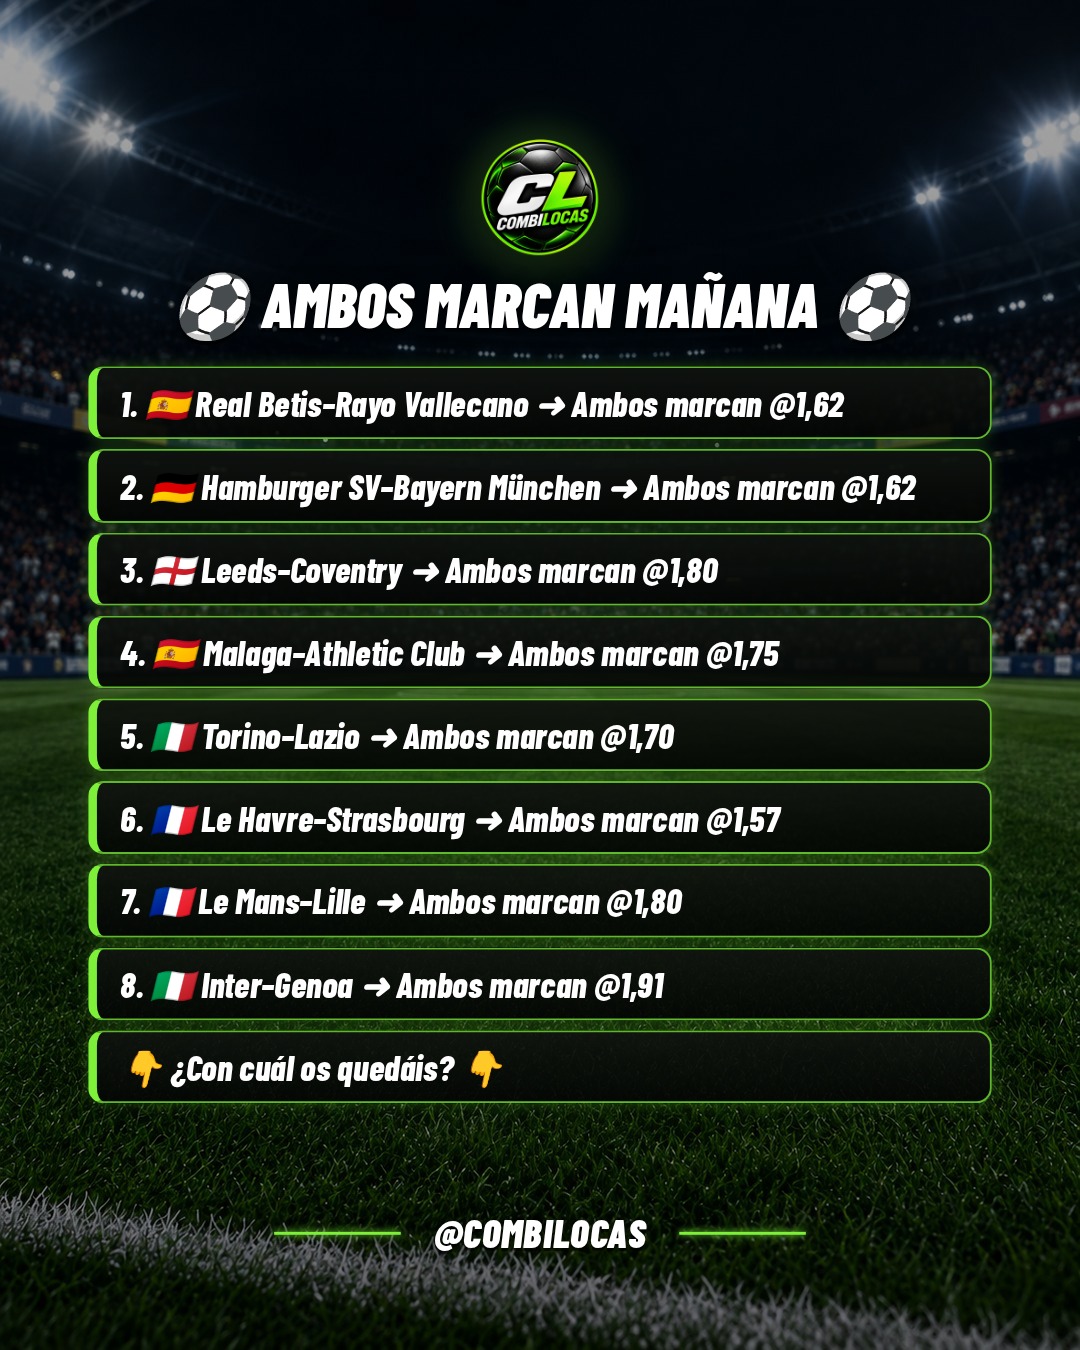 CL
COMBILOCAS
⚽ AMBOS MARCAN MAÑANA ⚽
1. 🇪🇸 Real Betis-Rayo Vallecano ➜ Ambos marcan @1,62
2. 🇩🇪 Hamburger SV-Bayern München ➜ Ambos marcan @1,62
3. 🏴󠁧󠁢󠁥󠁮󠁧󠁿 Leeds-Coventry ➜ Ambos marcan @1,80
4. 🇪🇸 Malaga-Athletic Club ➜ Ambos marcan @1,75
5. 🇮🇹 Torino-Lazio ➜ Ambos marcan @1,70
6. 🇫🇷 Le Havre-Strasbourg ➜ Ambos marcan @1,57
7. 🇫🇷 Le Mans-Lille ➜ Ambos marcan @1,80
8. 🇮🇹 Inter-Genoa ➜ Ambos marcan @1,91
👇 ¿Con cuál os quedáis? 👇
@COMBILOCAS